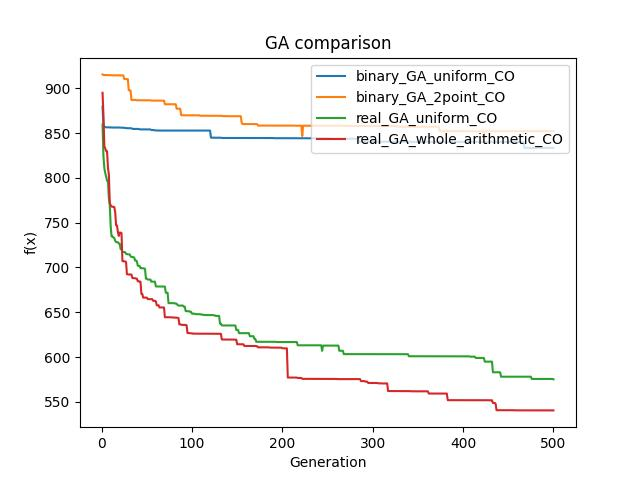 GA comparison
binary_GA_uniform_CO
binary_GA_2point_CO
real_GA_uniform_CO
real_GA_whole_arithmetic_CO
900
850
800
750
700
650
600
550
f(x)
0 100 200 300 400 500
Generation